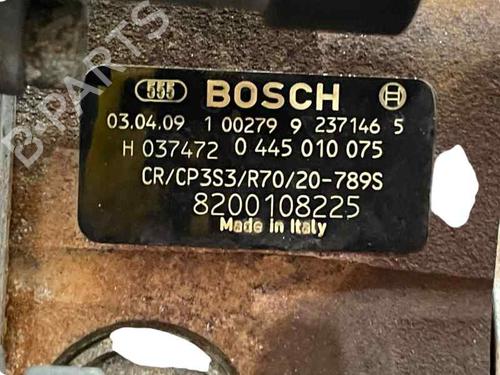 B-PARTS
555 BOSCH
03.04.09 1 00279 9 237146 5
H 037472 0 445 010 075
CR/CP3S3/R70/20-789S
8200108225
Made in Italy